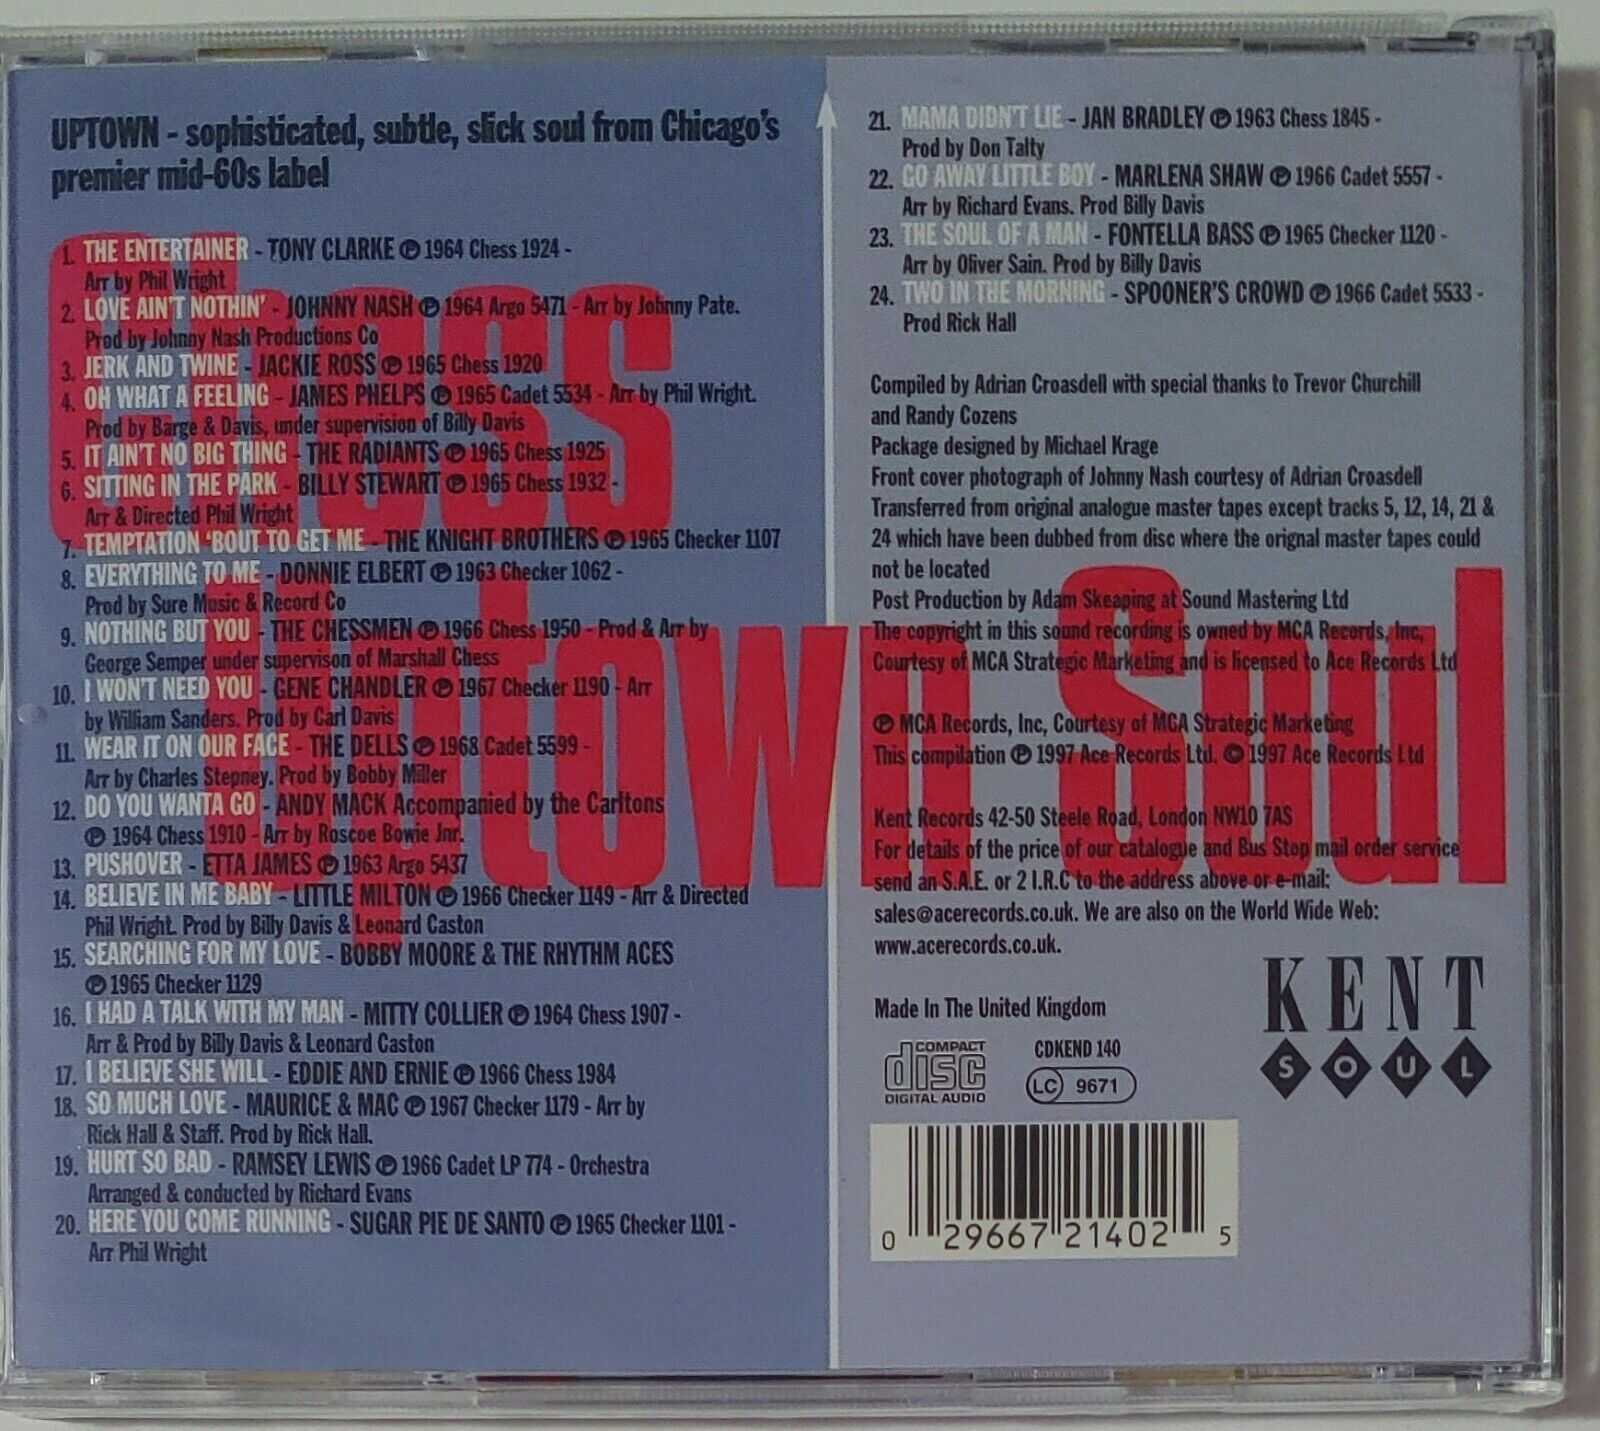 UPTOWN - sophisticated, subtle, slick soul from Chicago's
premier mid-60s label
Chess
Uptown Soul
1. THE ENTERTAINER - TONY CLARKE ℗ 1964 Chess 1924 -
Arr by Phil Wright
2. LOVE AIN'T NOTHIN' - JOHNNY NASH ℗ 1964 Argo 5471 - Arr by Johnny Pate.
Prod by Johnny Nash Productions Co
3. JERK AND TWINE - JACKIE ROSS ℗ 1965 Chess 1920
4. OH WHAT A FEELING - JAMES PHELPS ℗ 1965 Cadet 5534 - Arr by Phil Wright.
Prod by Barge & Davis, under supervision of Billy Davis
5. IT AIN'T NO BIG THING - THE RADIANTS ℗ 1965 Chess 1925
6. SITTING IN THE PARK - BILLY STEWART ℗ 1965 Chess 1932 -
Arr & Directed Phil Wright
7. TEMPTATION 'BOUT TO GET ME - THE KNIGHT BROTHERS ℗ 1965 Checker 1107
8. EVERYTHING TO ME - DONNIE ELBERT ℗ 1963 Checker 1062 -
Prod by Sure Music & Record Co
9. NOTHING BUT YOU - THE CHESSMEN ℗ 1966 Chess 1950 - Prod & Arr by
George Semper under supervison of Marshall Chess
10. I WON'T NEED YOU - GENE CHANDLER ℗ 1967 Checker 1190 - Arr
by William Sanders. Prod by Carl Davis
11. WEAR IT ON OUR FACE - THE DELLS ℗ 1968 Cadet 5599 -
Arr by Charles Stepney. Prod by Bobby Miller
12. DO YOU WANTA GO - ANDY MACK Accompanied by the Carltons
℗ 1964 Chess 1910 - Arr by Roscoe Bowie Jnr.
13. PUSHOVER - ETTA JAMES ℗ 1963 Argo 5437
14. BELIEVE IN ME BABY - LITTLE MILTON ℗ 1966 Checker 1149 - Arr & Directed
Phil Wright. Prod by Billy Davis & Leonard Caston
15. SEARCHING FOR MY LOVE - BOBBY MOORE & THE RHYTHM ACES
℗ 1965 Checker 1129
16. I HAD A TALK WITH MY MAN - MITTY COLLIER ℗ 1964 Chess 1907 -
Arr & Prod by Billy Davis & Leonard Caston
17. I BELIEVE SHE WILL - EDDIE AND ERNIE ℗ 1966 Chess 1984
18. SO MUCH LOVE - MAURICE & MAC ℗ 1967 Checker 1179 - Arr by
Rick Hall & Staff. Prod by Rick Hall.
19. HURT SO BAD - RAMSEY LEWIS ℗ 1966 Cadet LP 774 - Orchestra
Arranged & conducted by Richard Evans
20. HERE YOU COME RUNNING - SUGAR PIE DE SANTO ℗ 1965 Checker 1101 -
Arr Phil Wright
21. MAMA DIDN'T LIE - JAN BRADLEY ℗ 1963 Chess 1845 -
Prod by Don Talty
22. GO AWAY LITTLE BOY - MARLENA SHAW ℗ 1966 Cadet 5557 -
Arr by Richard Evans. Prod Billy Davis
23. THE SOUL OF A MAN - FONTELLA BASS ℗ 1965 Checker 1120 -
Arr by Oliver Sain. Prod by Billy Davis
24. TWO IN THE MORNING - SPOONER'S CROWD ℗ 1966 Cadet 5533 -
Prod Rick Hall
Compiled by Adrian Croasdell with special thanks to Trevor Churchill
and Randy Cozens
Package designed by Michael Krage
Front cover photograph of Johnny Nash courtesy of Adrian Croasdell
Transferred from original analogue master tapes except tracks 5, 12, 14, 21 &
24 which have been dubbed from disc where the orignal master tapes could
not be located
Post Production by Adam Skeaping at Sound Mastering Ltd
The copyright in this sound recording is owned by MCA Records, Inc,
Courtesy of MCA Strategic Marketing and is licensed to Ace Records Ltd
℗ MCA Records, Inc, Courtesy of MCA Strategic Marketing
This compilation ℗ 1997 Ace Records Ltd. © 1997 Ace Records Ltd
Kent Records 42-50 Steele Road, London NW10 7AS
For details of the price of our catalogue and Bus Stop mail order service
send an S.A.E. or 2 I.R.C to the address above or e-mail:
sales@acerecords.co.uk. We are also on the World Wide Web:
www.acerecords.co.uk.
Made In The United Kingdom
COMPACT
disc
DIGITAL AUDIO
CDKEND 140
LC 9671
KENT
SOUL
0 29667 21402 5